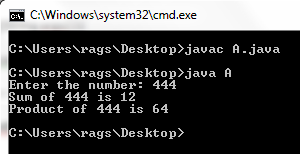 C:\Windows\system32\cmd.exe
C:\Users\rags\Desktop>javac A.java
C:\Users\rags\Desktop>java A
Enter the number: 444
Sum of 444 is 12
Product of 444 is 64
C:\Users\rags\Desktop>